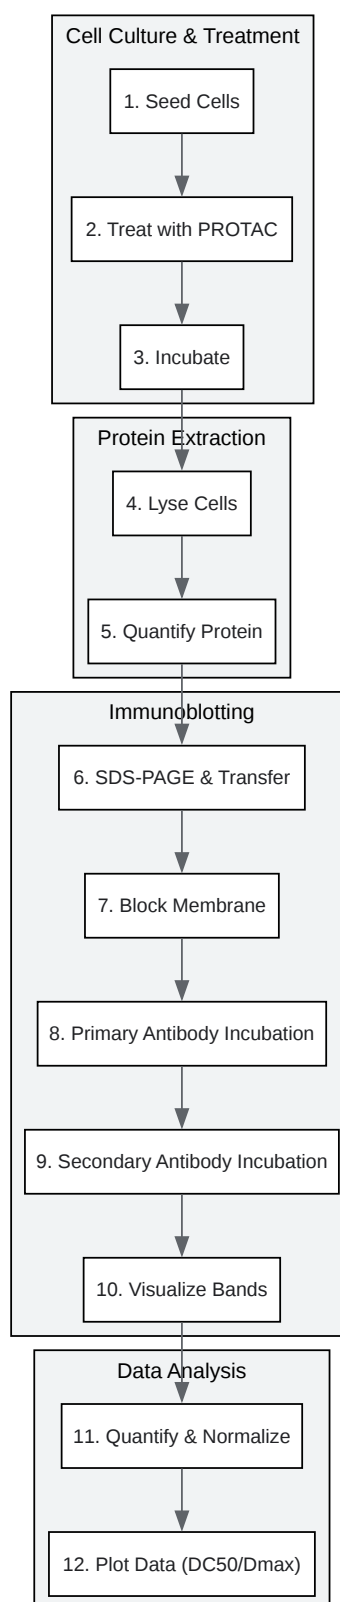 Cell Culture & Treatment
1. Seed Cells
2. Treat with PROTAC
3. Incubate
Protein Extraction
4. Lyse Cells
5. Quantify Protein
Immunoblotting
6. SDS-PAGE & Transfer
7. Block Membrane
8. Primary Antibody Incubation
9. Secondary Antibody Incubation
10. Visualize Bands
Data Analysis
11. Quantify & Normalize
12. Plot Data (DC50/Dmax)